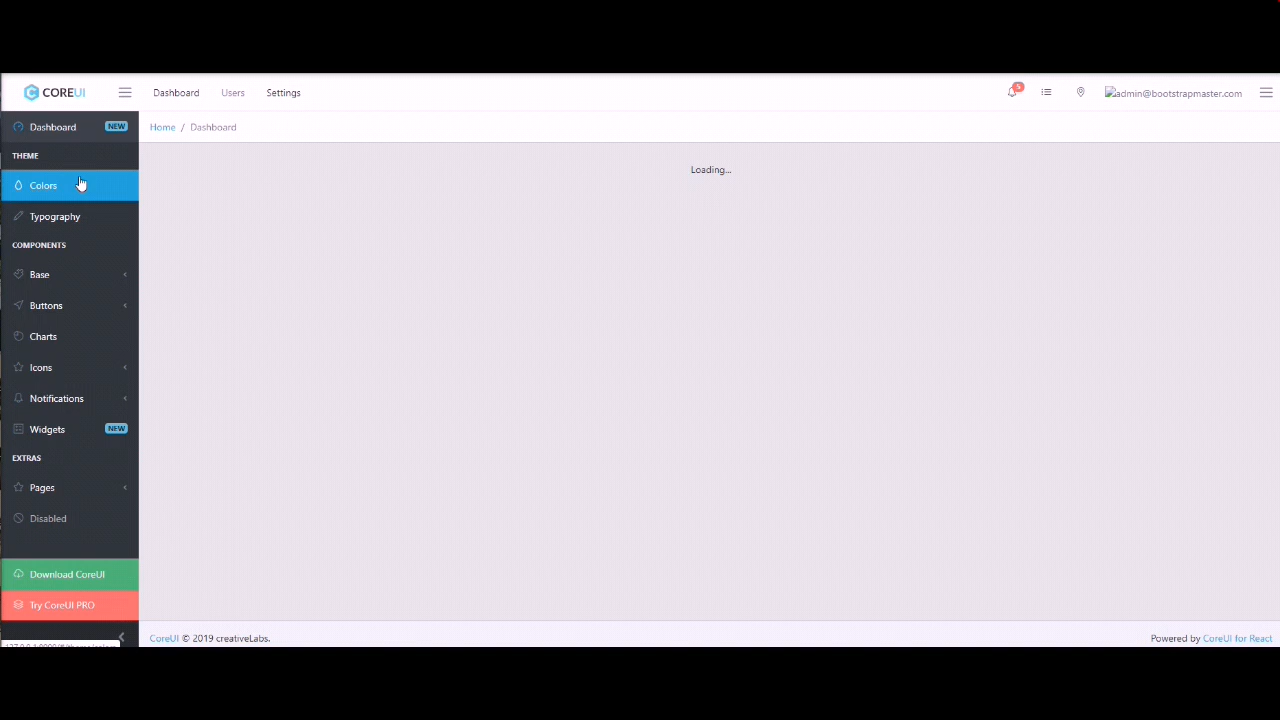 COREUI Dashboard Users Settings 5 admin@bootstrapmaster.com
Dashboard NEW
Home / Dashboard
THEME
Loading...
Colors
Typography
COMPONENTS
Base
Buttons
Charts
Icons
Notifications
Widgets NEW
EXTRAS
Pages
Disabled
Download CoreUI
Try CoreUI PRO
CoreUI © 2019 creativeLabs. Powered by CoreUI for React